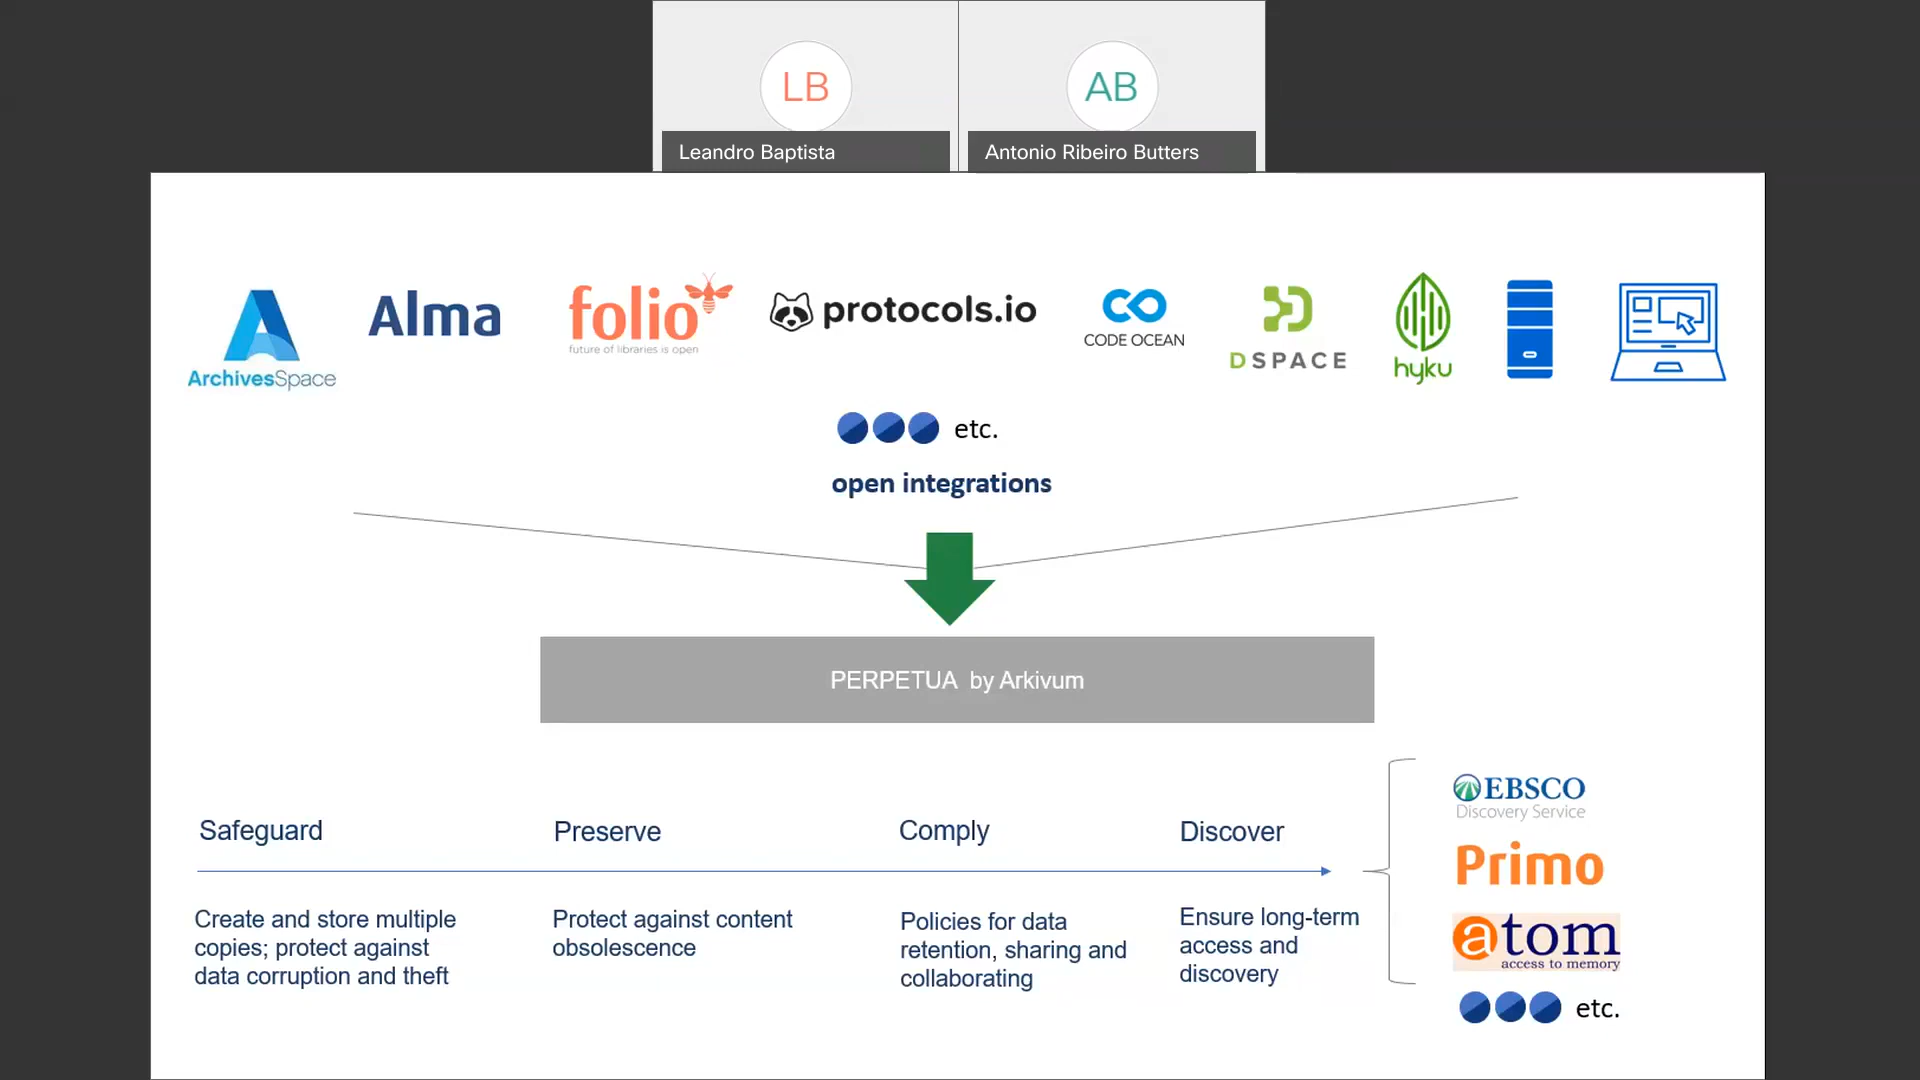 LB
AB
Leandro Baptista
Antonio Ribeiro Butters
ArchivesSpace
Alma
folio
future of libraries is open
protocols.io
CODE OCEAN
DSPACE
hyku
etc.
open integrations
PERPETUA by Arkivum
Safeguard
Preserve
Comply
Discover
Create and store multiple
copies; protect against
data corruption and theft
Protect against content
obsolescence
Policies for data
retention, sharing and
collaborating
Ensure long-term
access and
discovery
EBSCO
Discovery Service
Primo
atom
access to memory
etc.